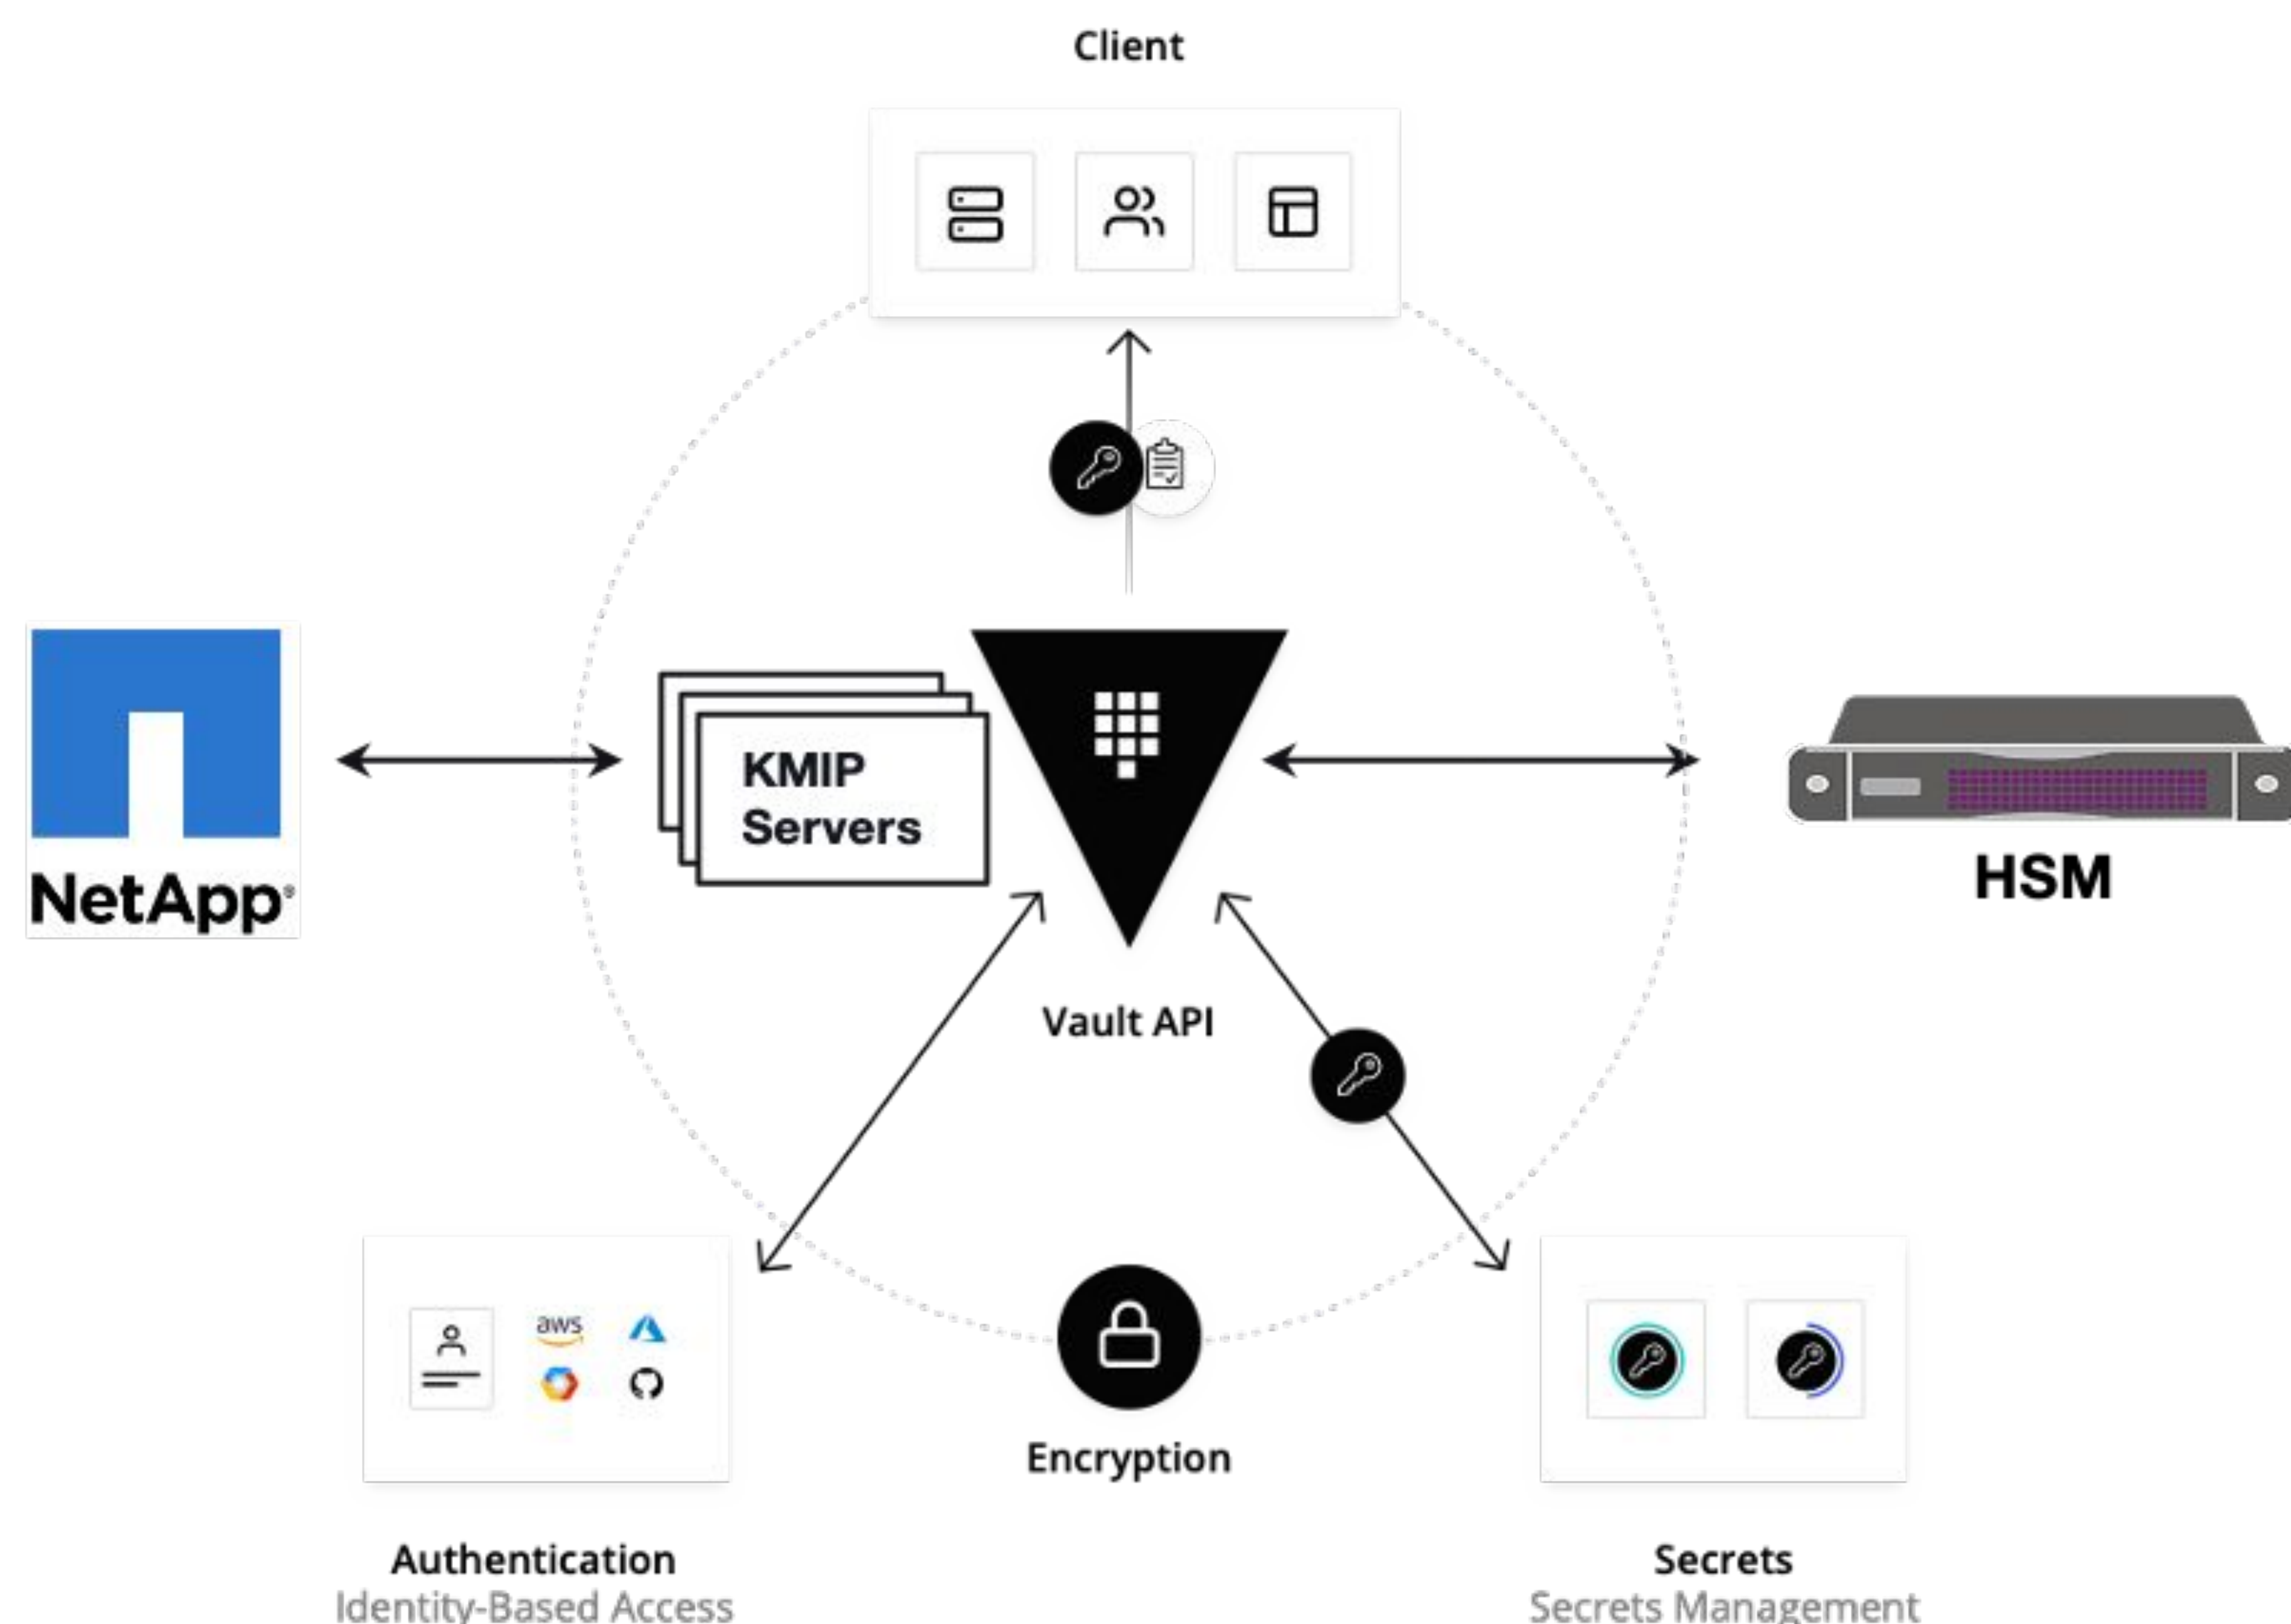 Client
KMIP
Servers
NetApp®
HSM
Vault API
aws
Encryption
Authentication
Identity-Based Access
Secrets
Secrets Management